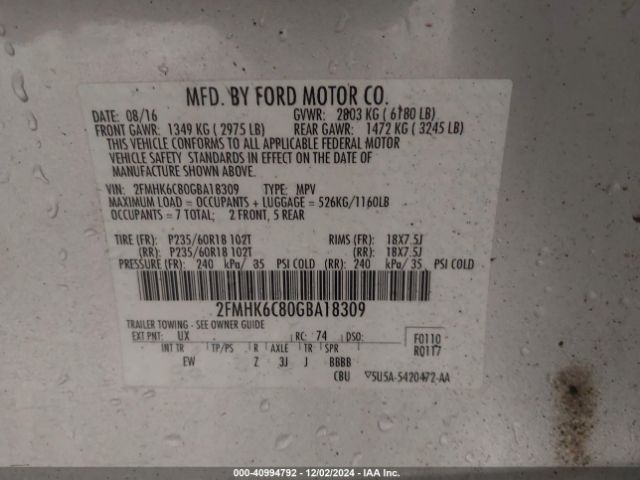 MFD. BY FORD MOTOR CO.
DATE: 08/16 GVWR: 2803 KG ( 6180 LB)
FRONT GAWR: 1349 KG ( 2975 LB) REAR GAWR: 1472 KG ( 3245 LB)
THIS VEHICLE CONFORMS TO ALL APPLICABLE FEDERAL MOTOR
VEHICLE SAFETY STANDARDS IN EFFECT ON THE DATE OF
MANUFACTURE SHOWN ABOVE.
VIN: 2FMHK6C80GBA18309 TYPE: MPV
MAXIMUM LOAD = OCCUPANTS + LUGGAGE = 526KG/1160LB
OCCUPANTS = 7 TOTAL; 2 FRONT, 5 REAR
TIRE (FR): P235/60R18 102T RIMS (FR): 18X7.5J
(RR): P235/60R18 102T (RR): 18X7.5J
PRESSURE (FR): 240 kPa/ 35 PSI COLD (RR): 240 kPa/ 35 PSI COLD
2FMHK6C80GBA18309
TRAILER TOWING - SEE OWNER GUIDE
EXT PNT: UX RC: 74 DSO: F0110
INT TR TP/PS R AXLE TR SPR R0117
EW Z 3J J BBBB
CBU 5U5A-5420472-AA
000-40994792 - 12/02/2024 - IAA Inc.